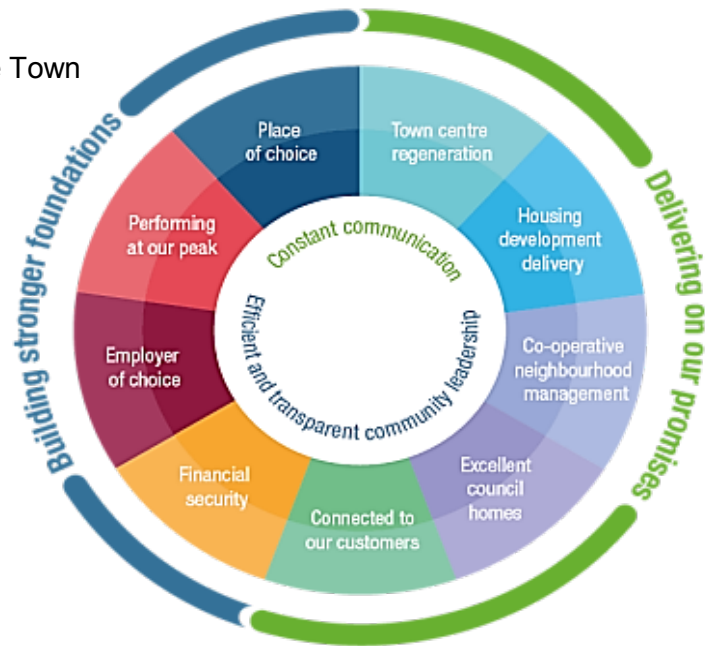 Town
Building stronger foundations
Delivering on our promises
Place
of choice
Town centre
regeneration
Housing
development
delivery
Co-operative
neighbourhood
management
Excellent
council
homes
Connected to
our customers
Financial
security
Employer
of choice
Performing
at our peak
Constant communication
Efficient and transparent community leadership